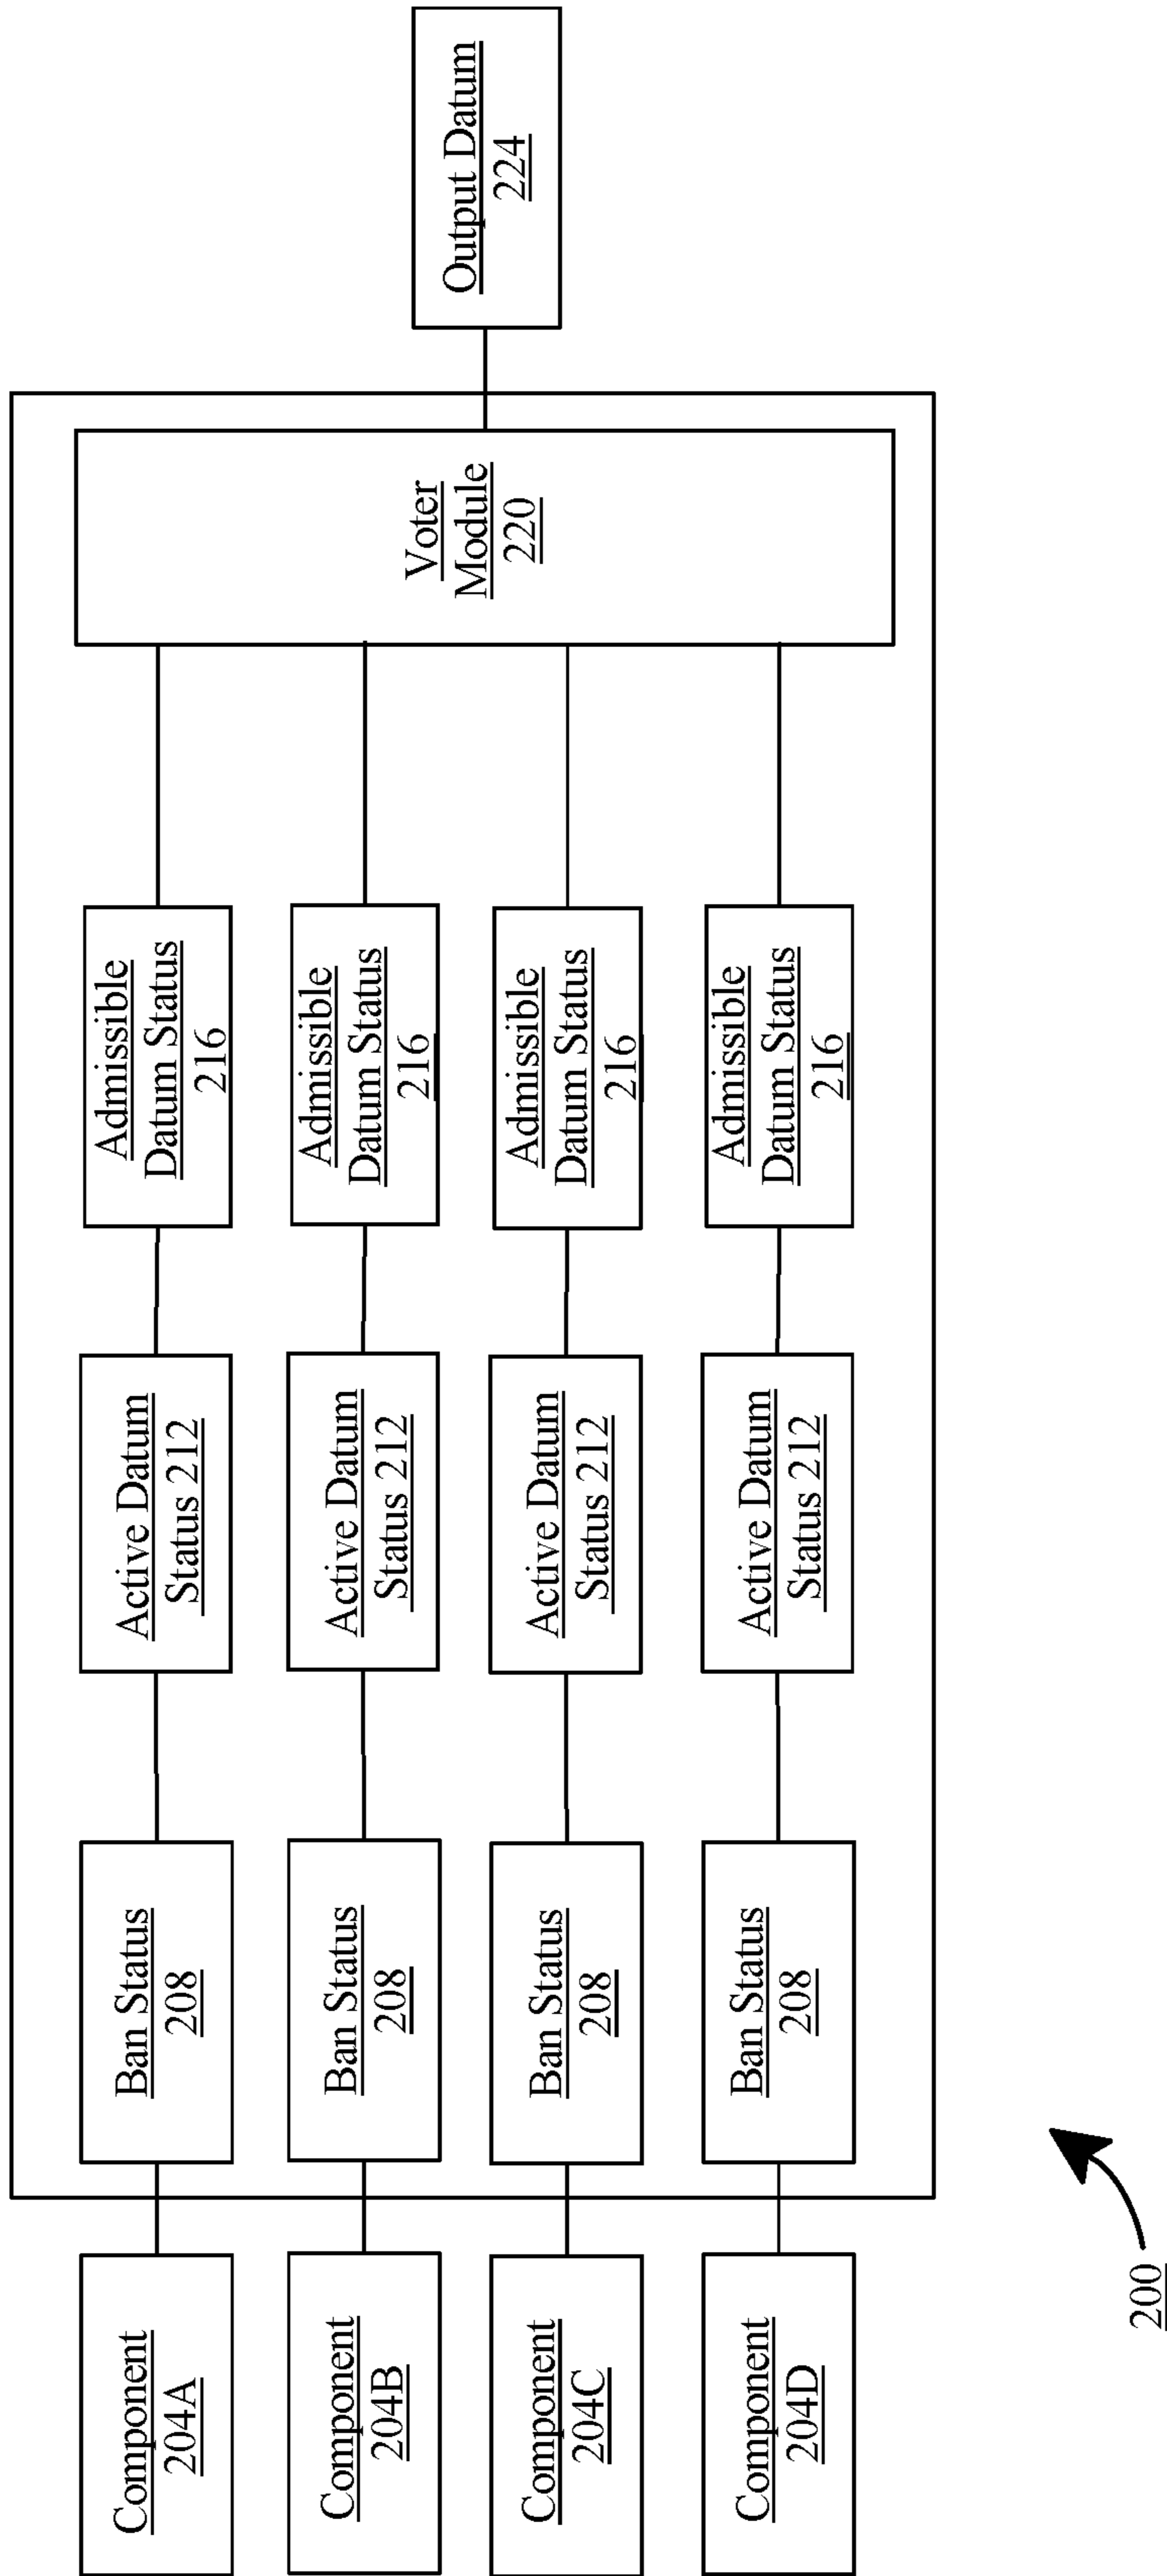 Component
204A
Ban Status
208
Active Datum
Status 212
Admissible
Datum Status
216
Component
204B
Ban Status
208
Active Datum
Status 212
Admissible
Datum Status
216
Component
204C
Ban Status
208
Active Datum
Status 212
Admissible
Datum Status
216
Component
204D
Ban Status
208
Active Datum
Status 212
Admissible
Datum Status
216
Voter
Module
220
Output Datum
224
200